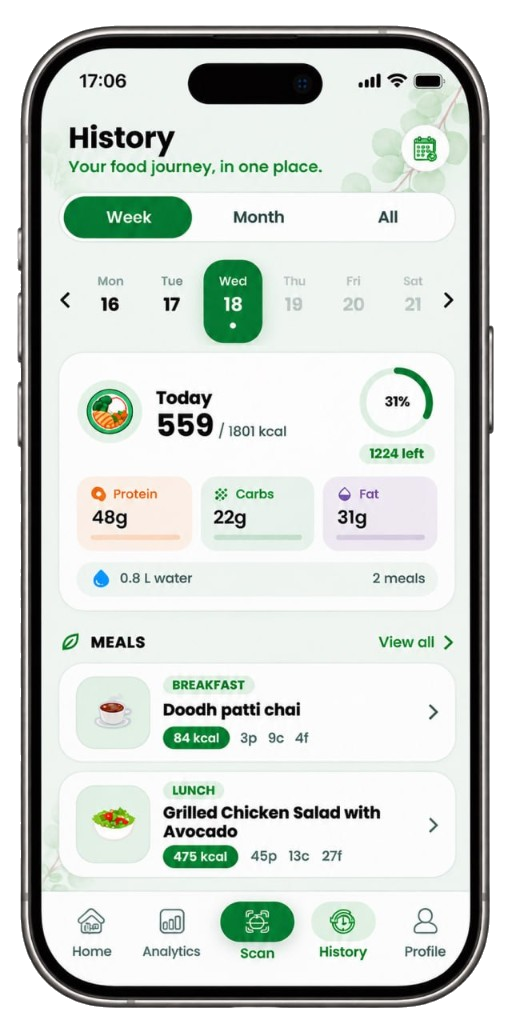 17:06
History
Your food journey, in one place.
Week Month All
Mon Tue Wed Thu Fri Sat
16 17 18 19 20 21
Today
559 / 1801 kcal
31%
1224 left
Protein Carbs Fat
48g 22g 31g
0.8 L water 2 meals
MEALS View all
BREAKFAST
Doodh patti chai
84 kcal 3p 9c 4f
LUNCH
Grilled Chicken Salad with
Avocado
475 kcal 45p 13c 27f
Home Analytics Scan History Profile